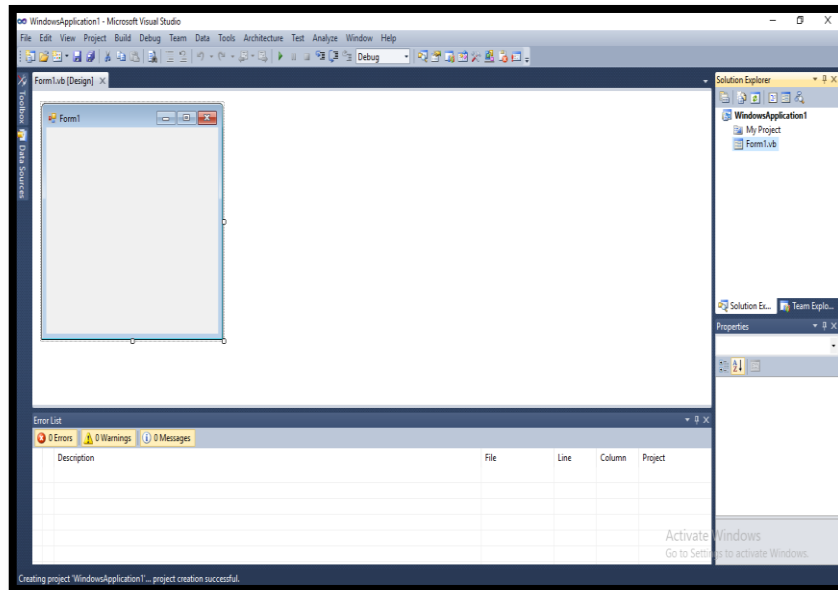 WindowsApplication1 - Microsoft Visual Studio
File Edit View Project Build Debug Team Data Tools Architecture Test Analyze Window Help
Debug
Form1.vb [Design]
Toolbox
Data Sources
Form1
Solution Explorer
WindowsApplication1
My Project
Form1.vb
Solution Ex...
Team Explo...
Properties
Error List
0 Errors 0 Warnings 0 Messages
Description File Line Column Project
Activate Windows
Go to Settings to activate Windows.
Creating project 'WindowsApplication1'... project creation successful.